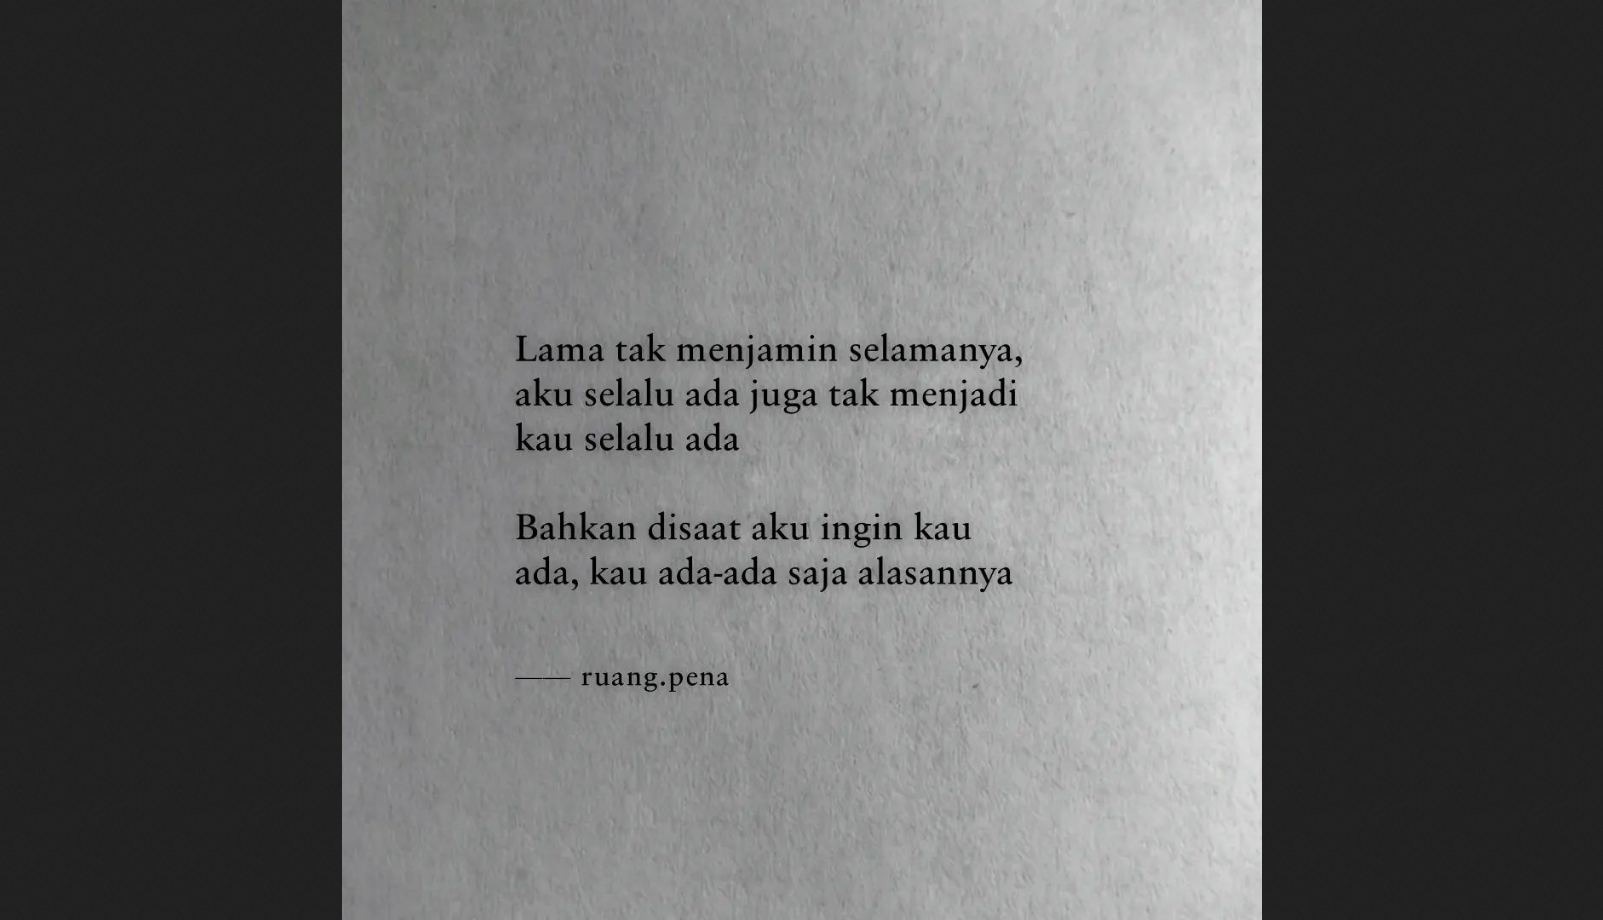 Lama tak menjamin selamanya,
aku selalu ada juga tak menjadi
kau selalu ada
Bahkan disaat aku ingin kau
ada, kau ada-ada saja alasannya
—— ruang.pena